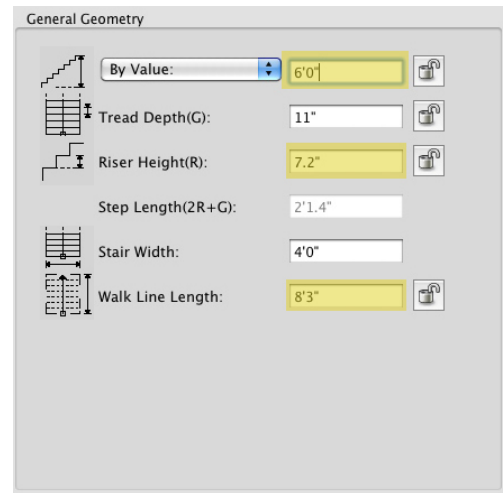 General Geometry
By Value: 6'0"
Tread Depth(G): 11"
Riser Height(R): 7.2"
Step Length(2R+G): 2'1.4"
Stair Width: 4'0"
Walk Line Length: 8'3"